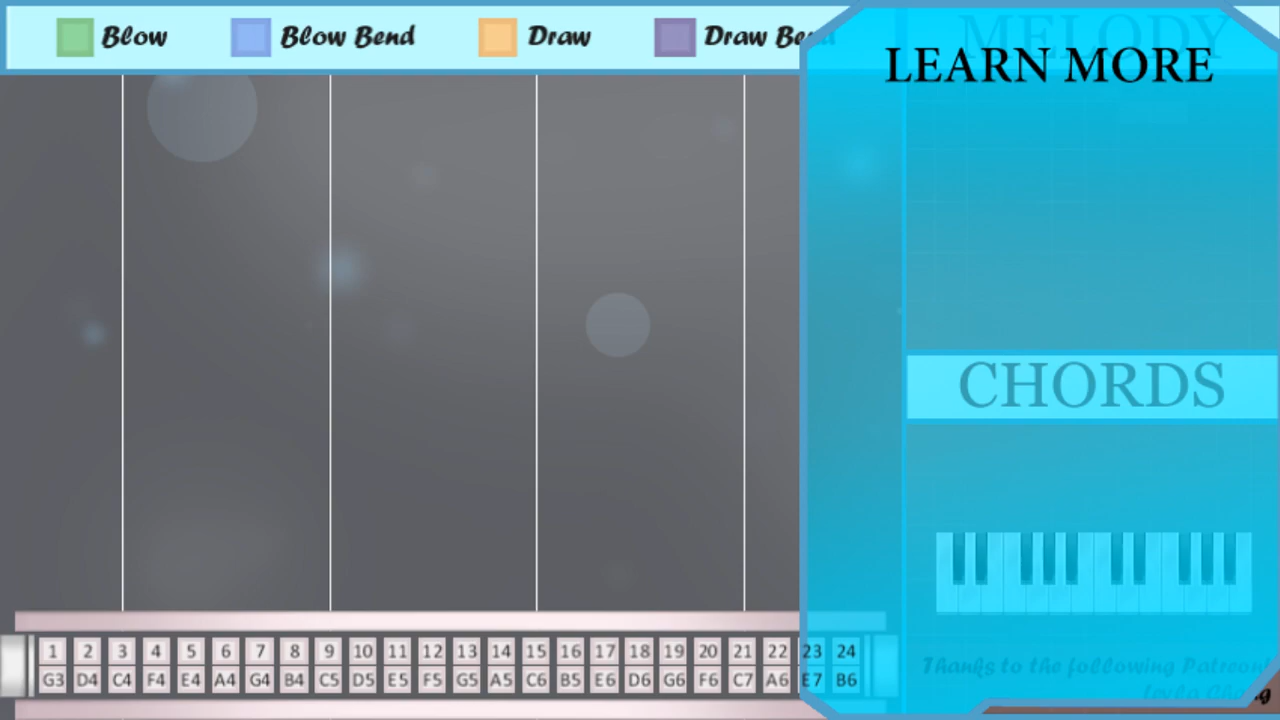 Blow Blow Bend Draw Draw Bend
MELODY
LEARN MORE
CHORDS
1 2 3 4 5 6 7 8 9 10 11 12 13 14 15 16 17 18 19 20 21 22 23 24
G3 D4 C4 F4 E4 A4 G4 B4 C5 D5 E5 F5 G5 A5 C6 B5 E6 D6 G6 F6 C7 A6 E7 B6
Thanks to the following Patreon